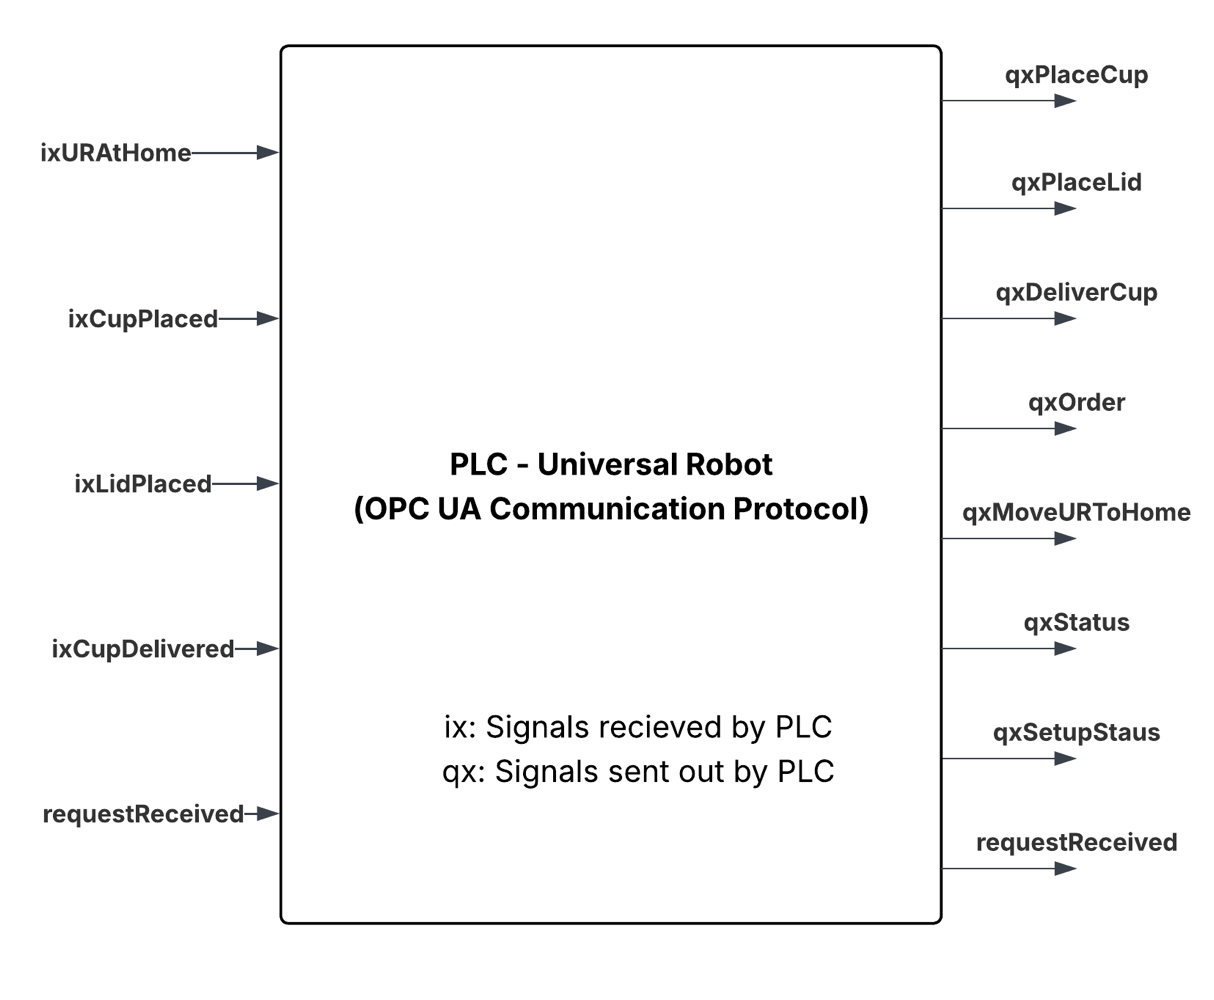 qxPlaceCup
ixURAtHome
qxPlaceLid
qxDeliverCup
ixCupPlaced
qxOrder
PLC - Universal Robot
ixLidPlaced
(OPC UA Communication Protocol)
qxMoveURToHome
qxStatus
ixCupDelivered
ix: Signals recieved by PLC
qxSetupStaus
qx: Signals sent out by PLC
requestReceived
requestReceived